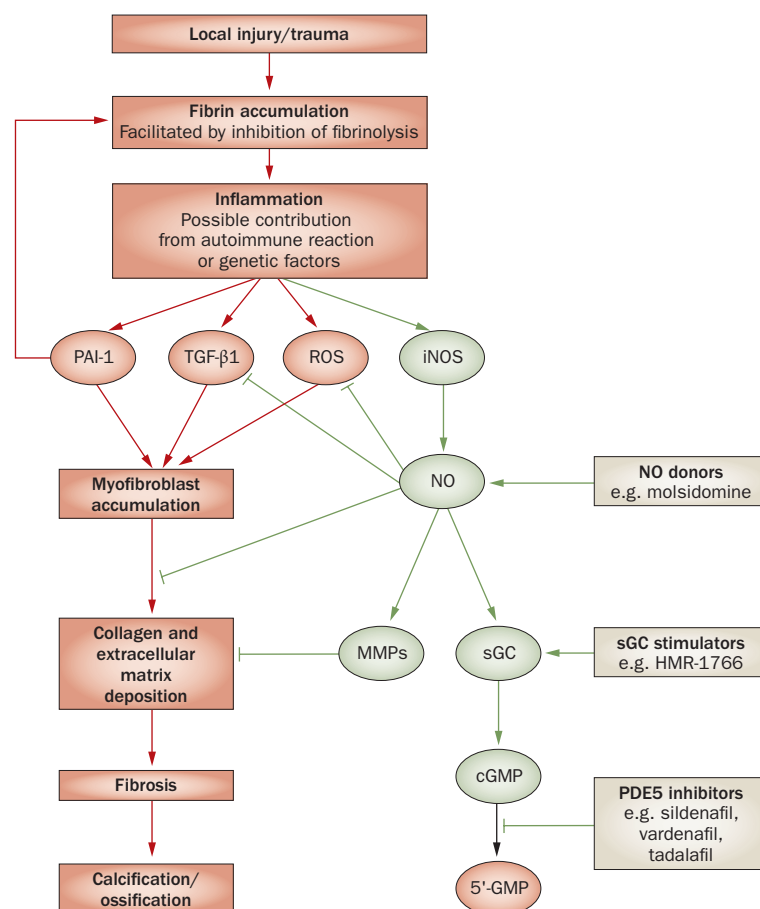 Local injury/trauma
Fibrin accumulation
Facilitated by inhibition of fibrinolysis
Inflammation
Possible contribution
from autoimmune reaction
or genetic factors
PAI-1
TGF-β1
ROS
iNOS
NO
NO donors
e.g. molsidomine
Myofibroblast
accumulation
Collagen and
extracellular
matrix
deposition
MMPs
sGC
sGC stimulators
e.g. HMR-1766
Fibrosis
cGMP
PDE5 inhibitors
e.g. sildenafil,
vardenafil,
tadalafil
Calcification/
ossification
5'-GMP